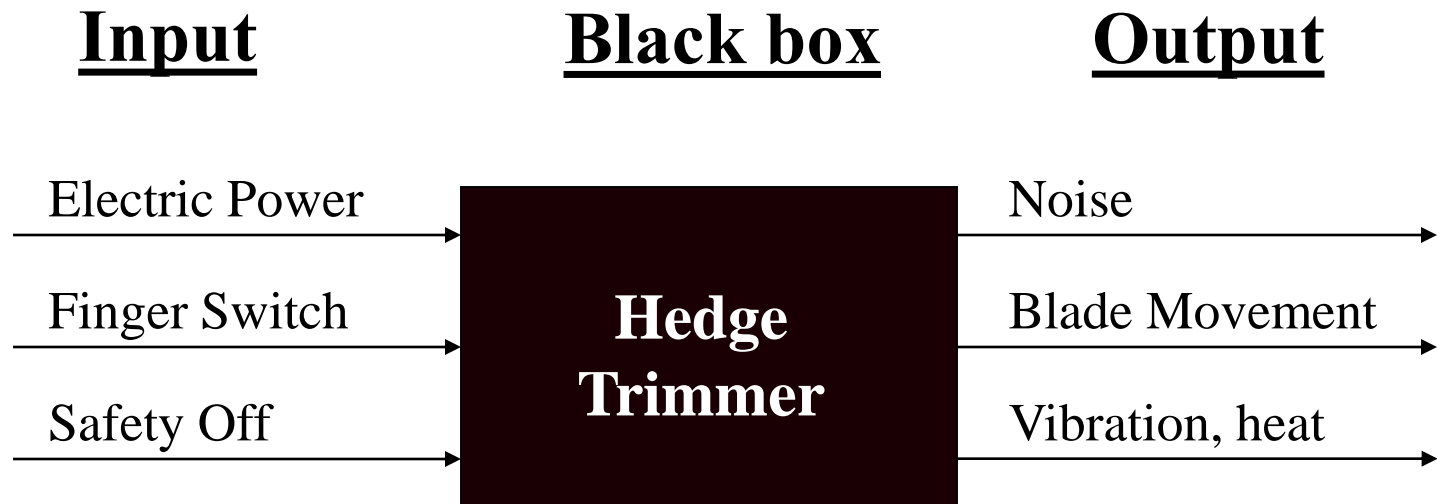 Input
Black box
Output
Electric Power
Noise
Finger Switch
Hedge
Trimmer
Blade Movement
Safety Off
Vibration, heat